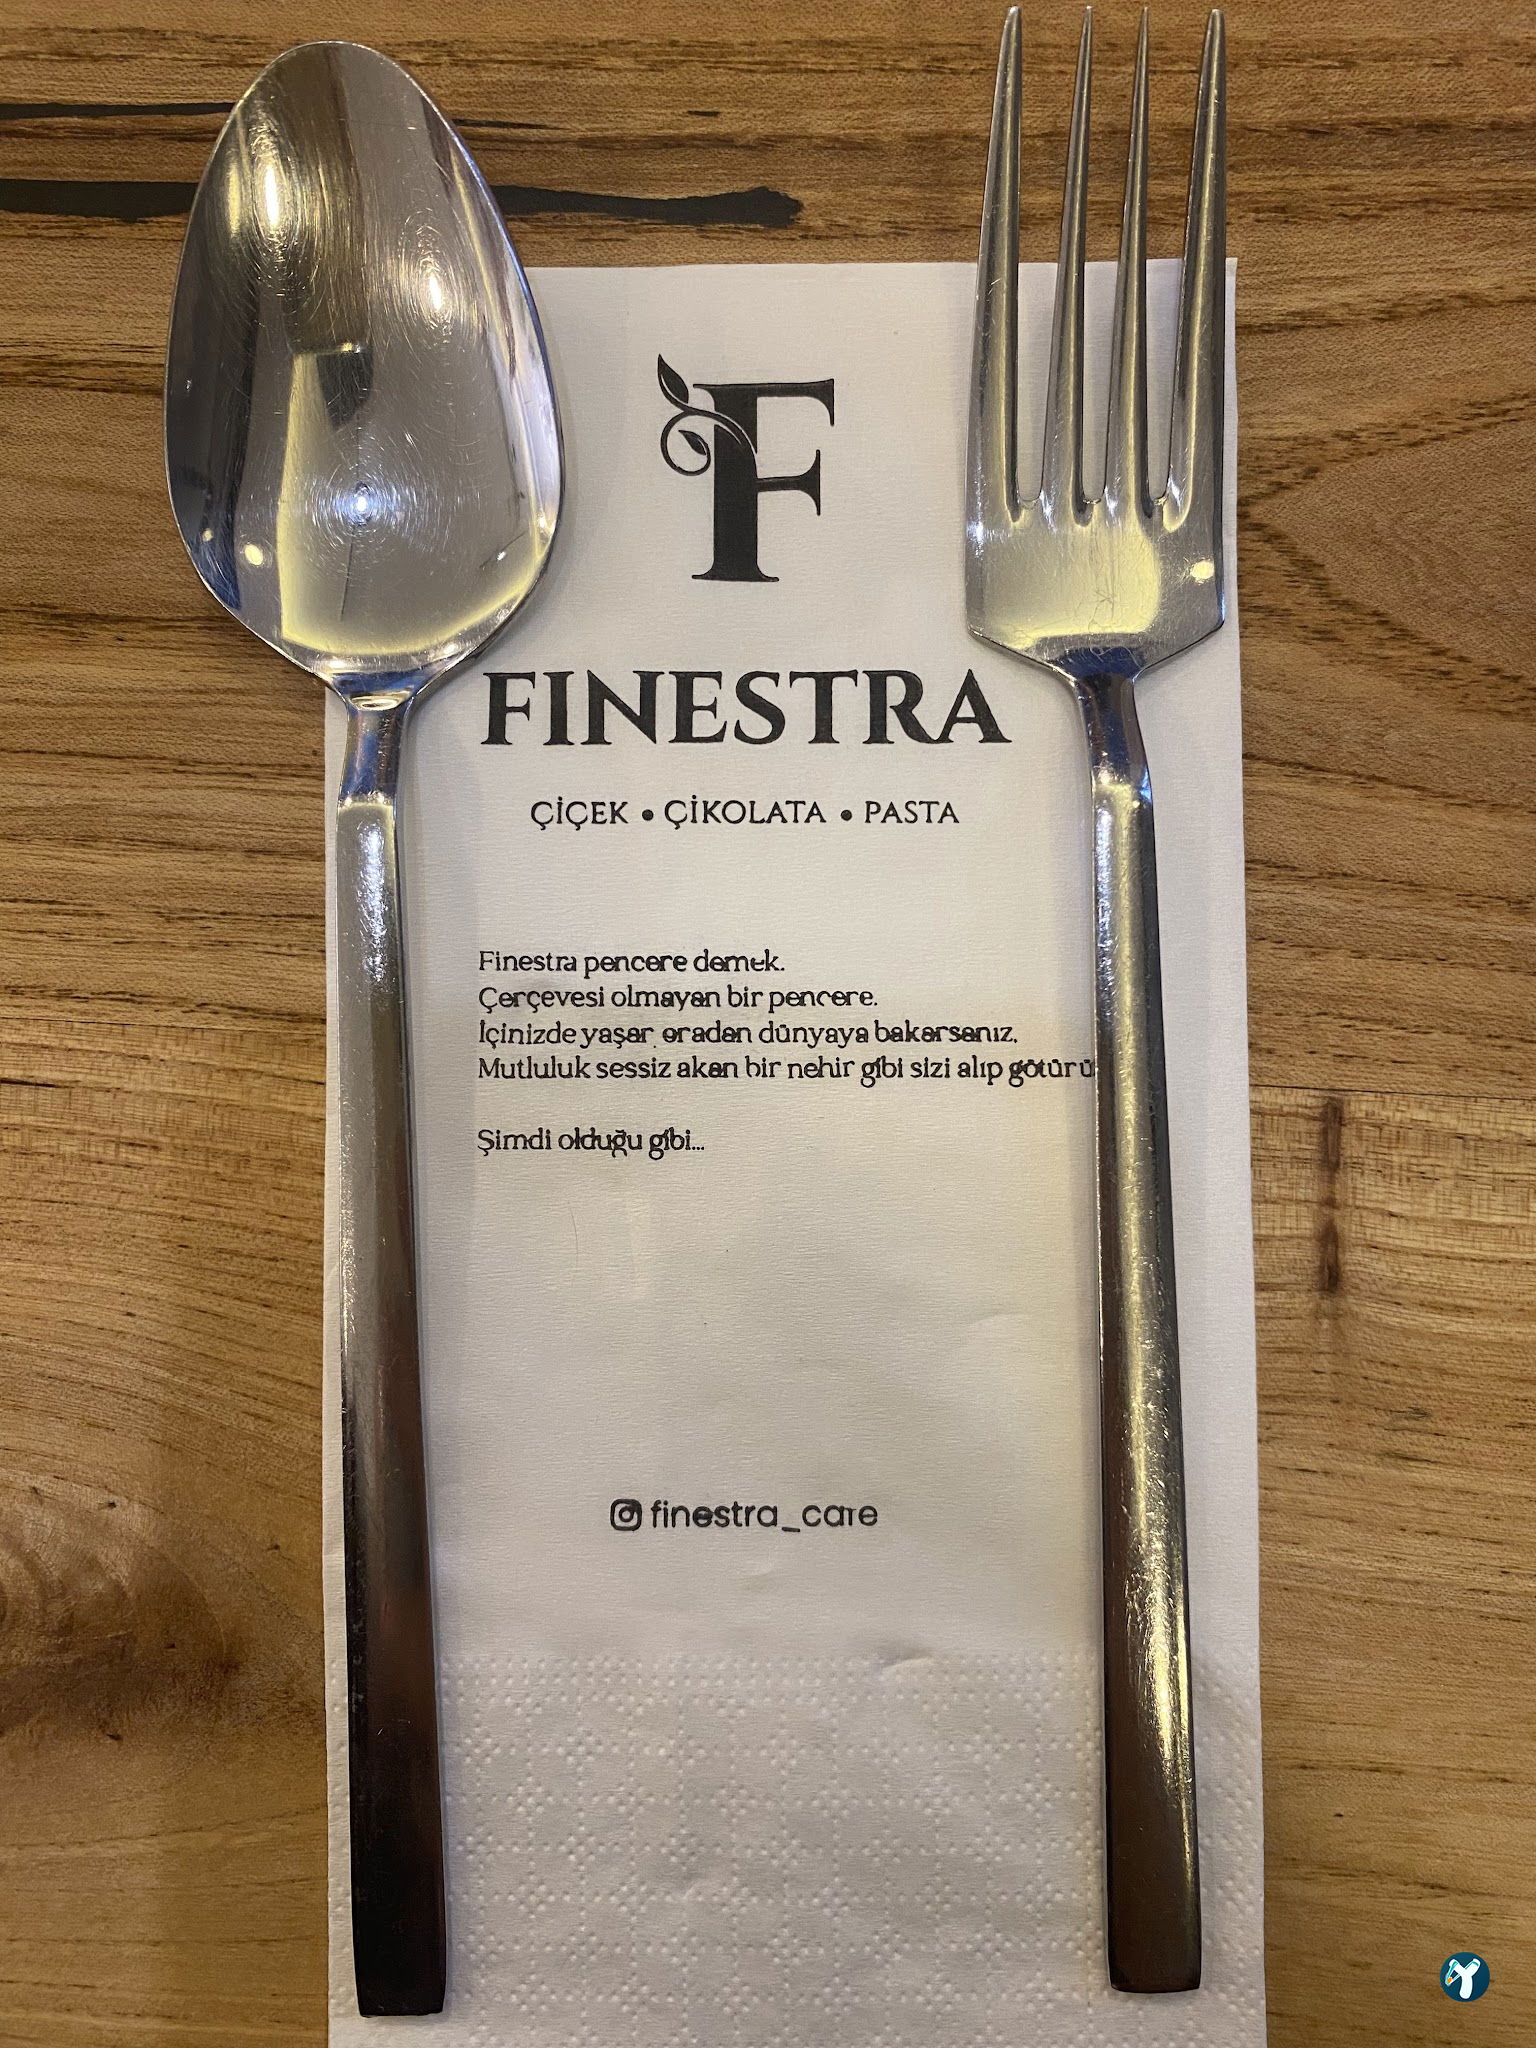 F
FINESTRA
ÇİÇEK • ÇİKOLATA • PASTA
Finestra pencere demek.
Çerçevesi olmayan bir pencere.
İçinizde yaşar, oradan dünyaya bakarsanız,
Mutluluk sessiz akan bir nehir gibi sizi alıp götürü
Şimdi olduğu gibi...
finestra_cafe